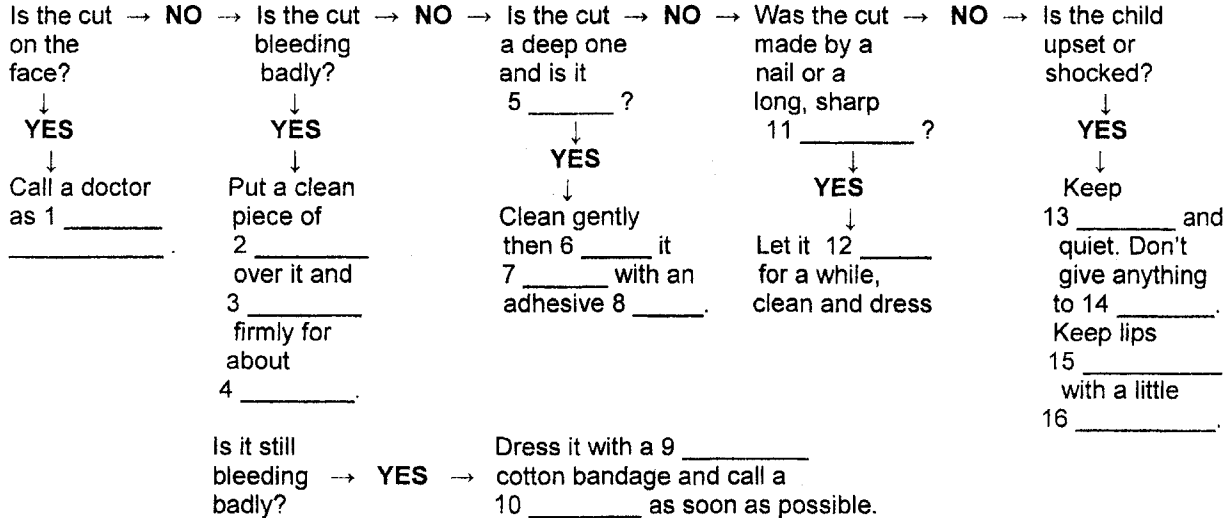 Is the cut → NO → Is the cut → NO → Is the cut → NO → Was the cut → NO → Is the child
on the
face?
↓
YES
↓
Call a doctor
as 1 ________
____________ .
bleeding
badly?
↓
YES
↓
Put a clean
piece of
2 ________
over it and
3 ________
firmly for
about
4 ________.
a deep one
and is it
5 ________ ?
↓
YES
↓
Clean gently
then 6 _____ it
7 ______ with an
adhesive 8 _____.
made by a
nail or a
long, sharp
11 ________ ?
↓
YES
↓
Let it 12 _____
for a while,
clean and dress
upset or
shocked?
↓
YES
↓
Keep
13 ________ and
quiet. Don't
give anything
to 14 _______.
Keep lips
15 __________
with a little
16 __________.
Is it still
bleeding → YES →
badly?
Dress it with a 9 _________
cotton bandage and call a
10 ________ as soon as possible.